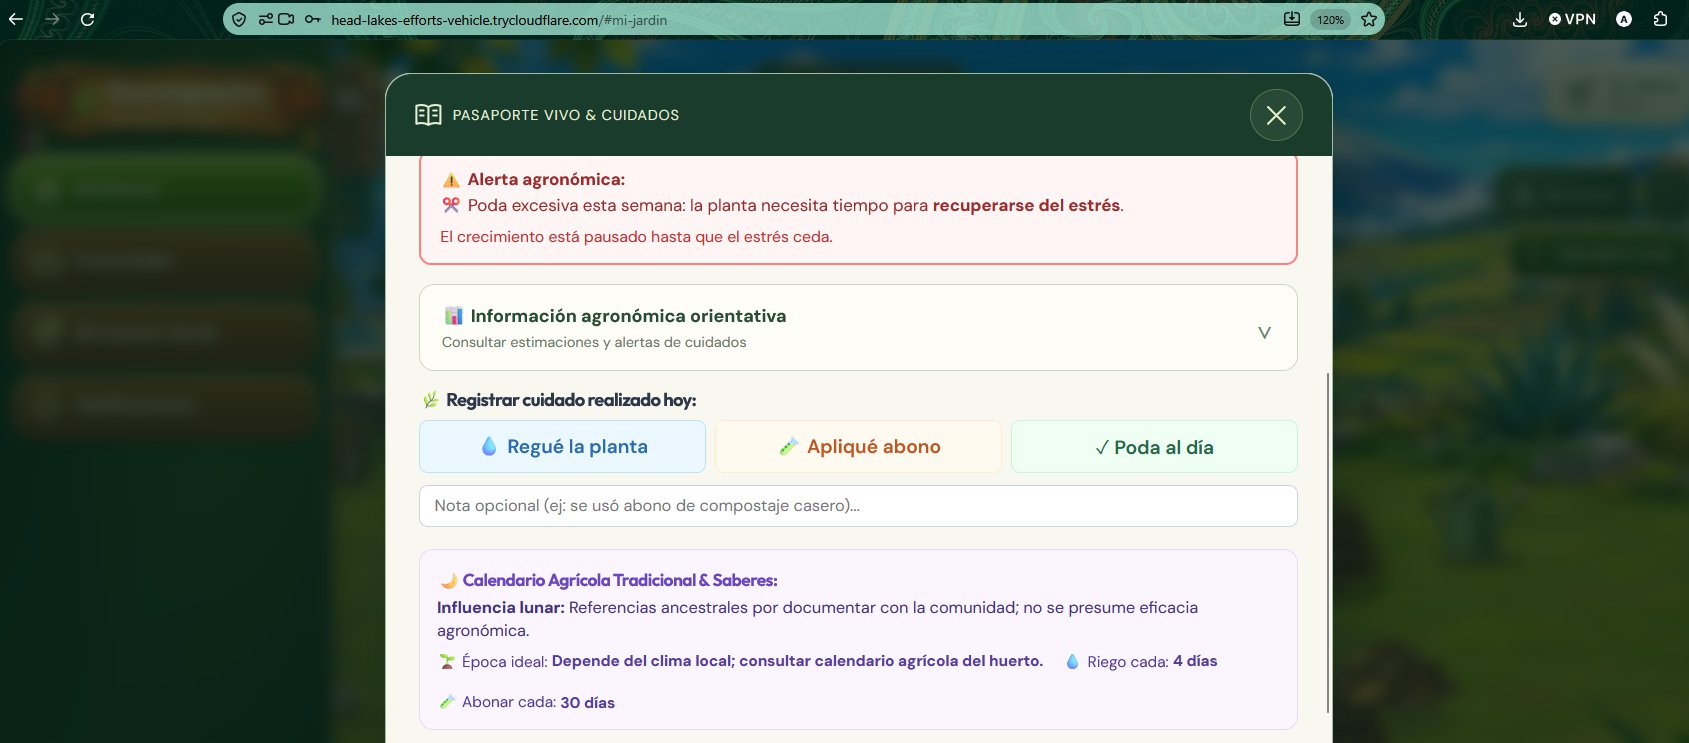 head-lakes-efforts-vehicle.trycloudflare.com/#mi-jardin
120%
VPN
A
PASAPORTE VIVO & CUIDADOS
⚠️ Alerta agronómica:
✂️ Poda excesiva esta semana: la planta necesita tiempo para recuperarse del estrés.
El crecimiento está pausado hasta que el estrés ceda.
📊 Información agronómica orientativa
Consultar estimaciones y alertas de cuidados
V
🌿 Registrar cuidado realizado hoy:
💧 Regué la planta
🧪 Apliqué abono
✓ Poda al día
Nota opcional (ej: se usó abono de compostaje casero)...
🌙 Calendario Agrícola Tradicional & Saberes:
Influencia lunar: Referencias ancestrales por documentar con la comunidad; no se presume eficacia
agronómica.
🌱 Época ideal: Depende del clima local; consultar calendario agrícola del huerto. 💧 Riego cada: 4 días
🧪 Abonar cada: 30 días